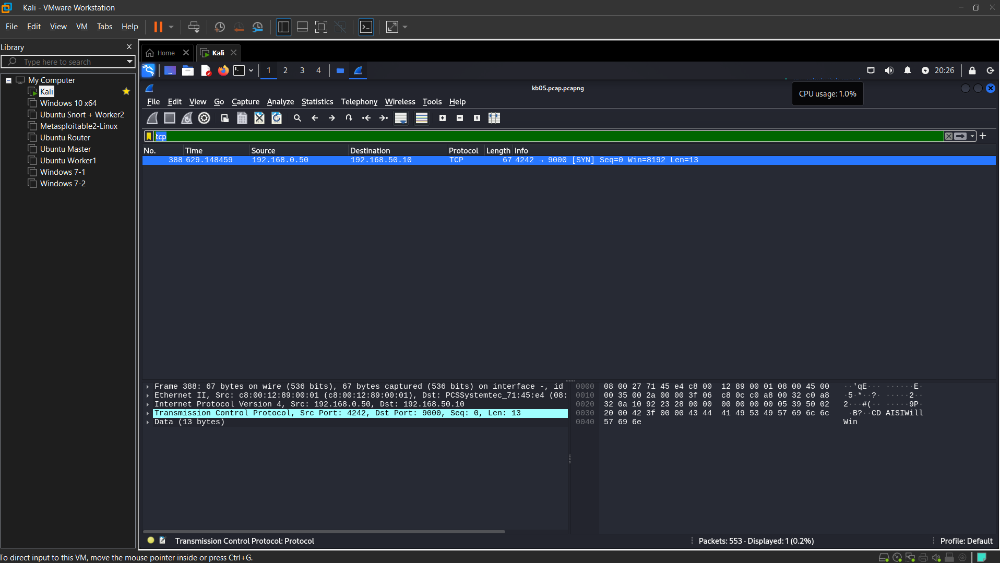 Kali - VMware Workstation
File Edit View VM Tabs Help
Library
Type here to search
My Computer
Kali
Windows 10 x64
Ubuntu Snort + Worker2
Metasploitable2-Linux
Ubuntu Router
Ubuntu Master
Ubuntu Worker1
Windows 7-1
Windows 7-2
Home Kali
1 2 3 4 20:26
kb05.pcap.pcapng
CPU usage: 1.0%
File Edit View Go Capture Analyze Statistics Telephony Wireless Tools Help
tcp
No. Time Source Destination Protocol Length Info
388 629.148459 192.168.0.50 192.168.50.10 TCP 67 4242 → 9000 [SYN] Seq=0 Win=8192 Len=13
Frame 388: 67 bytes on wire (536 bits), 67 bytes captured (536 bits) on interface -, id
Ethernet II, Src: c8:00:12:89:00:01 (c8:00:12:89:00:01), Dst: PCSSystemtec_71:45:e4 (08:
Internet Protocol Version 4, Src: 192.168.0.50, Dst: 192.168.50.10
Transmission Control Protocol, Src Port: 4242, Dst Port: 9000, Seq: 0, Len: 13
Data (13 bytes)
0000 08 00 27 71 45 e4 c8 00 12 89 00 01 08 00 45 00 ··'qE··· ······E·
0010 00 35 00 2a 00 00 3f 06 c8 0c c0 a8 00 32 c0 a8 ·5·*··?· ·····2··
0020 32 0a 10 92 23 28 00 00 00 00 00 00 05 39 50 02 2···#(·· ·····9P·
0030 20 00 42 3f 00 00 43 44 41 49 53 49 57 69 6c 6c ·B?··CD AISIWill
0040 57 69 6e Win
Transmission Control Protocol: Protocol
Packets: 553 · Displayed: 1 (0.2%)
Profile: Default
To direct input to this VM, move the mouse pointer inside or press Ctrl+G.